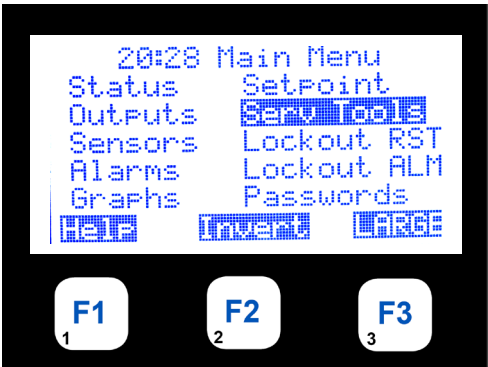 20:28 Main Menu
Status Setpoint
Outputs Serv Tools
Sensors Lockout RST
Alarms Lockout ALM
Graphs Passwords
Help Invert LARGE
F1 F2 F3
1 2 3